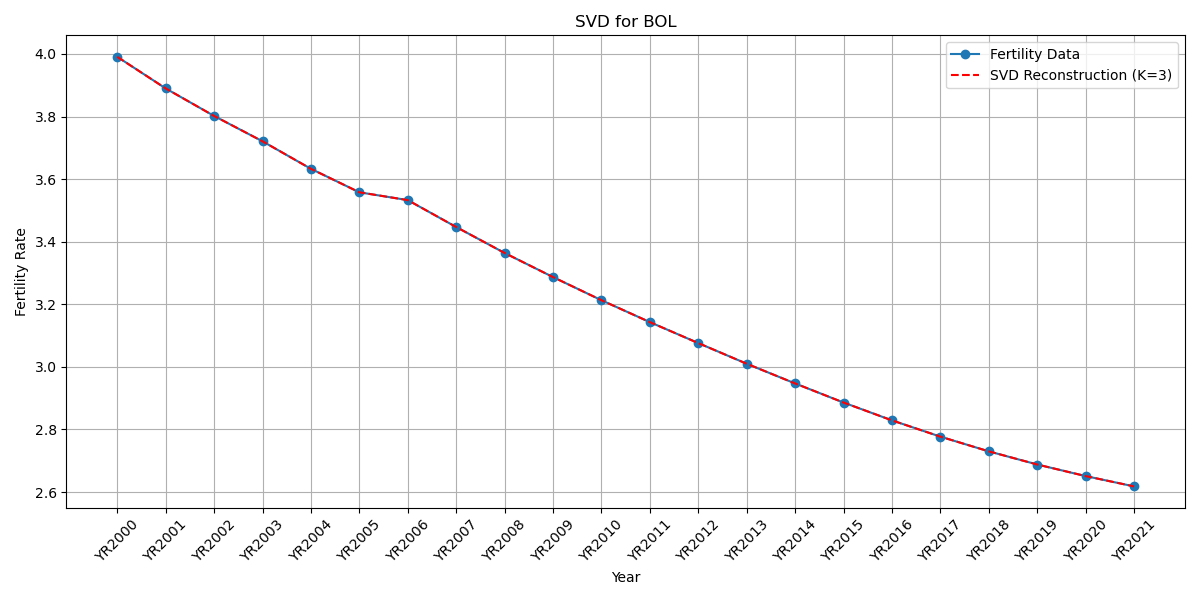 SVD for BOL
Fertility Data
SVD Reconstruction (K=3)
Fertility Rate
4.0
3.8
3.6
3.4
3.2
3.0
2.8
2.6
YR2000
YR2001
YR2002
YR2003
YR2004
YR2005
YR2006
YR2007
YR2008
YR2009
YR2010
YR2011
YR2012
YR2013
YR2014
YR2015
YR2016
YR2017
YR2018
YR2019
YR2020
YR2021
Year